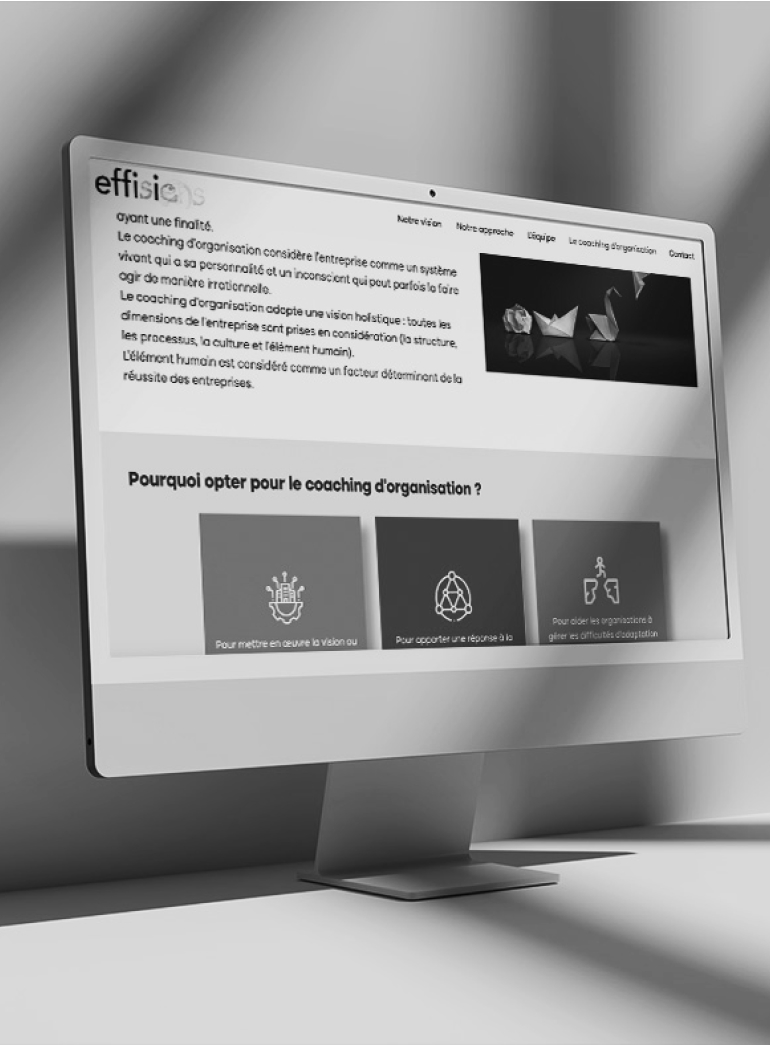 effisions
Notre vision Notre approche L'équipe Le coaching d'organisation Contact
ayant une finalité.
Le coaching d'organisation considère l'entreprise comme un système
vivant qui a sa personnalité et un inconscient qui peut parfois le faire
agir de manière irrationnelle.
Le coaching d'organisation adopte une vision holistique : toutes les
dimensions de l'entreprise sont prises en considération (la structure,
les processus, la culture et l'élément humain).
L'élément humain est considéré comme un facteur déterminant de la
réussite des entreprises.
Pourquoi opter pour le coaching d'organisation ?
Pour mettre en œuvre la vision ou
Pour apporter une réponse à la
Pour aider les organisations à
gérer les difficultés d'adaptation